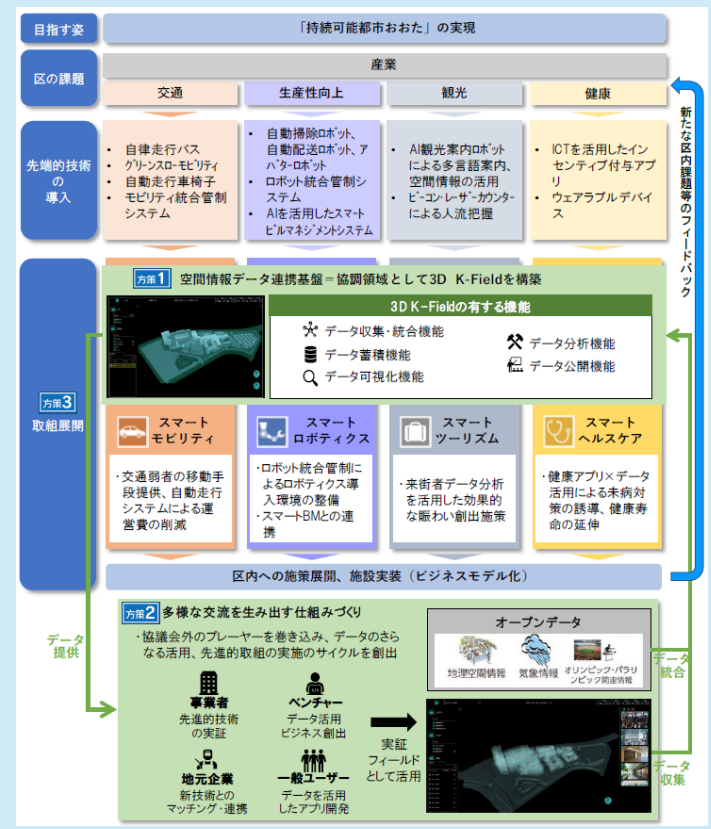 目指す姿
「持続可能都市おおた」の実現
区の課題
産業
交通
生産性向上
観光
健康
先端的技術
の
導入
・ 自律走行バス
・ グリーンスローモビリティ
・ 自動走行車椅子
・ モビリティ統合管制
システム
・ 自動掃除ロボット、
自動配送ロボット、ア
バターロボット
・ ロボット統合管制シ
ステム
・ AIを活用したスマート
ビルマネジメントシステム
・ AI観光案内ロボット
による多言語案内、
空間情報の活用
・ ビーコン・レーザーカウンター
による人流把握
・ ICTを活用したイン
センティブ付与アプ
リ
・ ウェアラブルデバイ
ス
新たな区内課題等のフィードバック
方策3
取組展開
方策1 空間情報データ連携基盤=協調領域として3D K-Fieldを構築
3D K-Fieldの有する機能
データ収集・統合機能
データ蓄積機能
データ可視化機能
データ分析機能
データ公開機能
スマート
モビリティ
・交通弱者の移動手
段提供、自動走行
システムによる運
営費の削減
スマート
ロボティクス
・ロボット統合管制に
よるロボティクス導
入環境の整備
・スマートBMとの連
携
スマート
ツーリズム
・来街者データ分析
を活用した効果的
な賑わい創出施策
スマート
ヘルスケア
・健康アプリ×データ
活用による未病対
策の誘導、健康寿
命の延伸
区内への施策展開、施設実装(ビジネスモデル化)
方策2 多様な交流を生み出す仕組みづくり
・協議会外のプレーヤーを巻き込み、データのさら
なる活用、先進的取組の実施のサイクルを創出
データ
提供
事業者
先進的技術
の実証
ベンチャー
データ活用
ビジネス創出
地元企業
新技術との
マッチング・連携
一般ユーザー
データを活用
したアプリ開発
実証
フィールド
として活用
オープンデータ
地理空間情報
気象情報
オリンピック・パラリ
ンピック関連情報
データ
統合
データ
収集